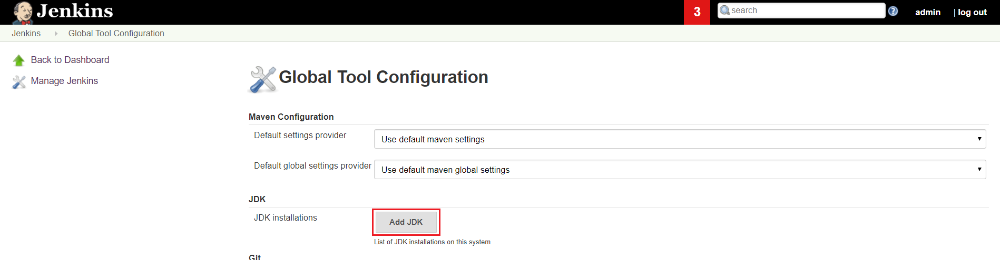 Jenkins
3
search
admin
| log out
Jenkins
Global Tool Configuration
Back to Dashboard
Manage Jenkins
Global Tool Configuration
Maven Configuration
Default settings provider
Use default maven settings
Default global settings provider
Use default maven global settings
JDK
JDK installations
Add JDK
List of JDK installations on this system
Git